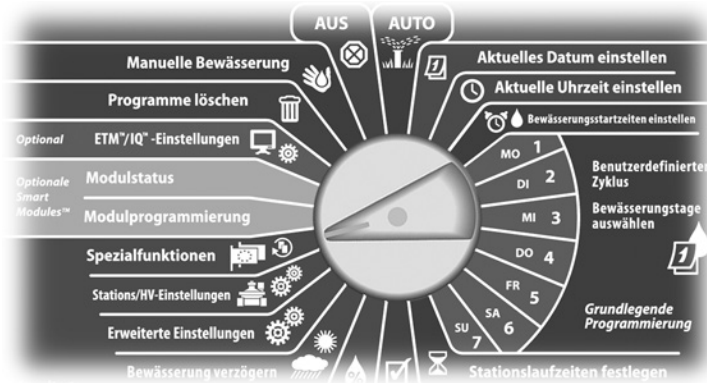 AUS
AUTO
Manuelle Bewässerung
Programme löschen
Optional
ETM™/IQ™ -Einstellungen
Optionale
Smart
Modules™
Modulstatus
Modulprogrammierung
Spezialfunktionen
Stations/HV-Einstellungen
Erweiterte Einstellungen
Bewässerung verzögern
%
Aktuelles Datum einstellen
1
Aktuelle Uhrzeit einstellen
Bewässerungsstartzeiten einstellen
MO 1
DI 2
MI 3
DO 4
FR 5
SA 6
SU 7
Benutzerdefinierter
Zyklus
Bewässerungstage
auswählen
1
Grundlegende
Programmierung
Stationslaufzeiten festlegen